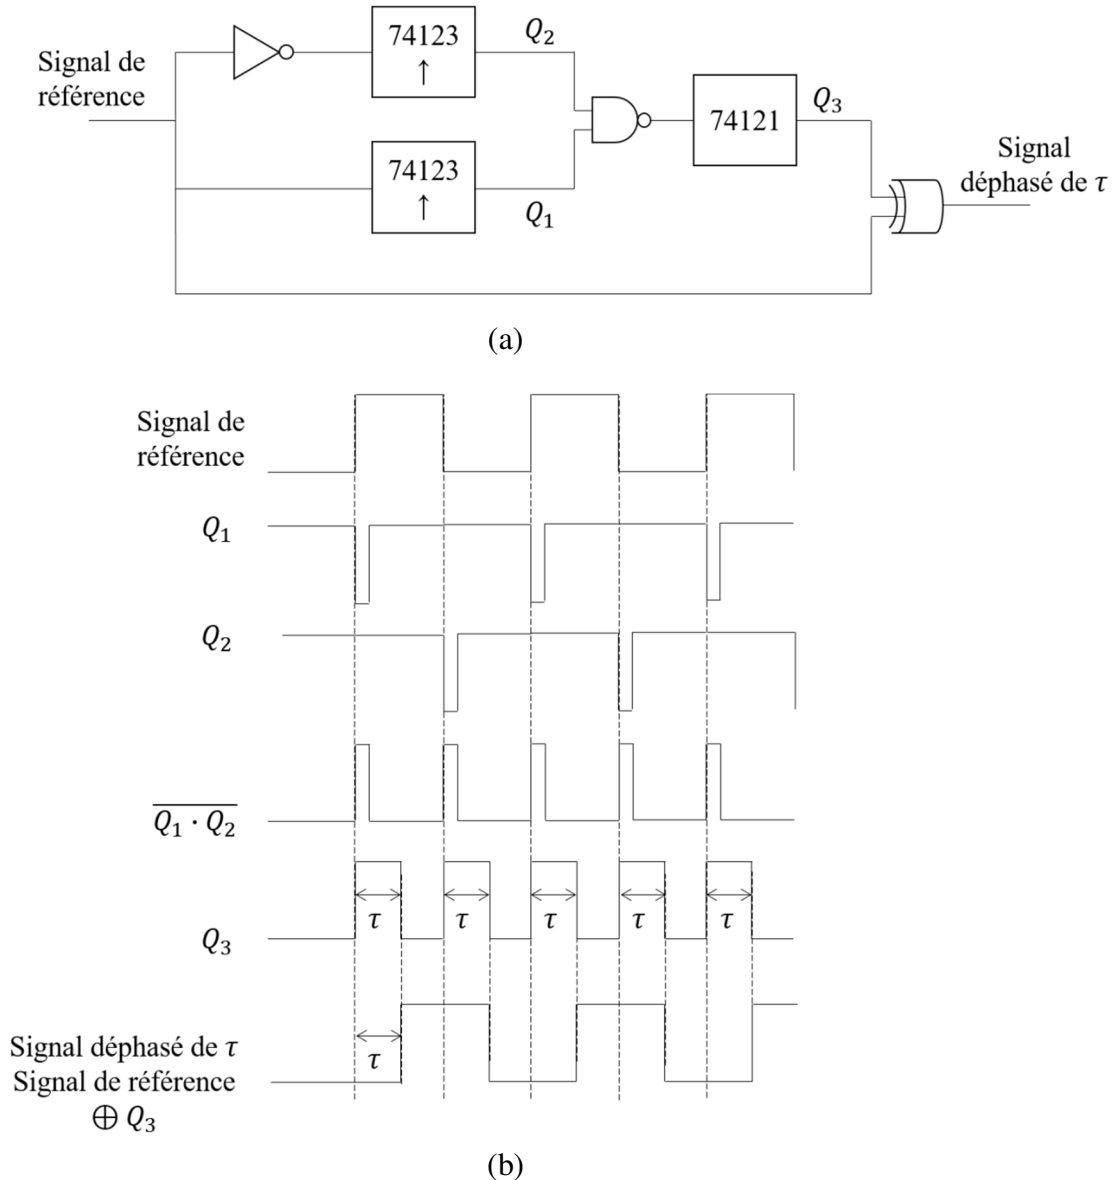 74123
↑
Q₂
Signal de
référence
74123
↑
Q₁
74121
Q₃
Signal
déphasé de τ
(a)
Signal de
référence
Q₁
Q₂
Q₁ · Q₂
τ τ τ τ τ
Q₃
τ
Signal déphasé de τ
Signal de référence
⊕ Q₃
(b)